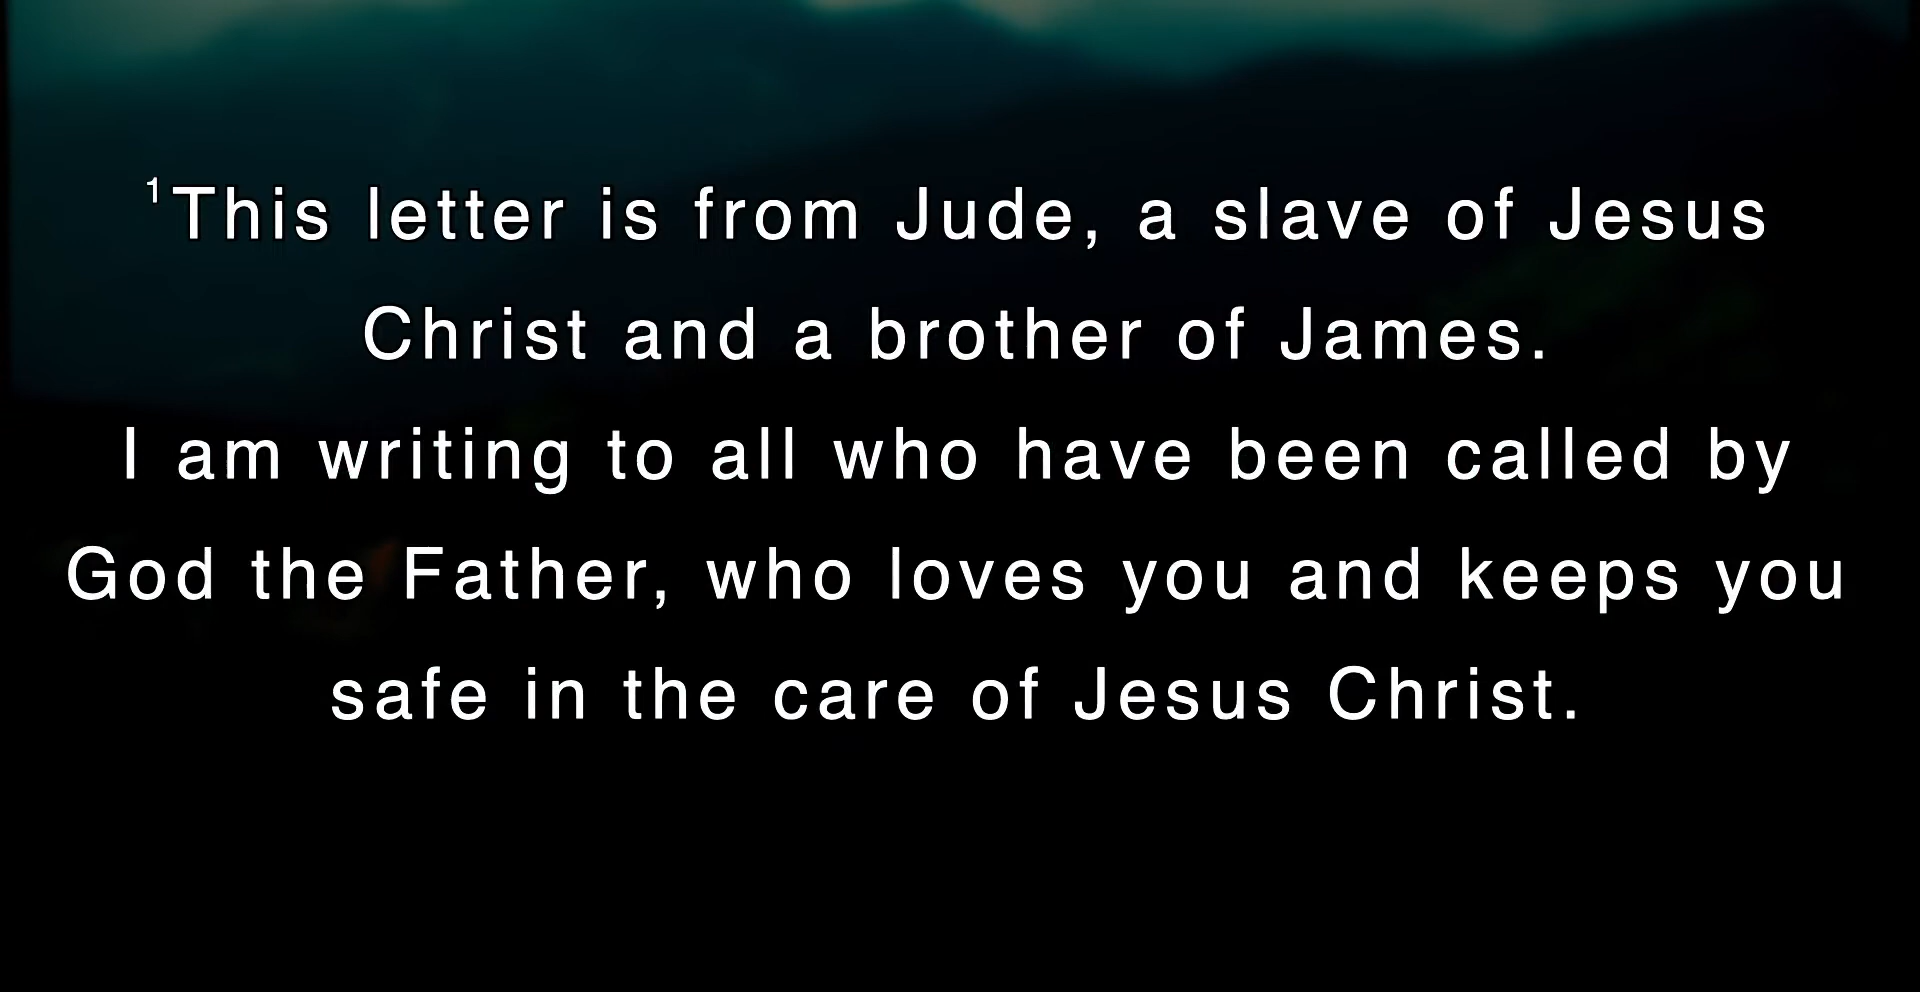 ¹This letter is from Jude, a slave of Jesus
Christ and a brother of James.
I am writing to all who have been called by
God the Father, who loves you and keeps you
safe in the care of Jesus Christ.